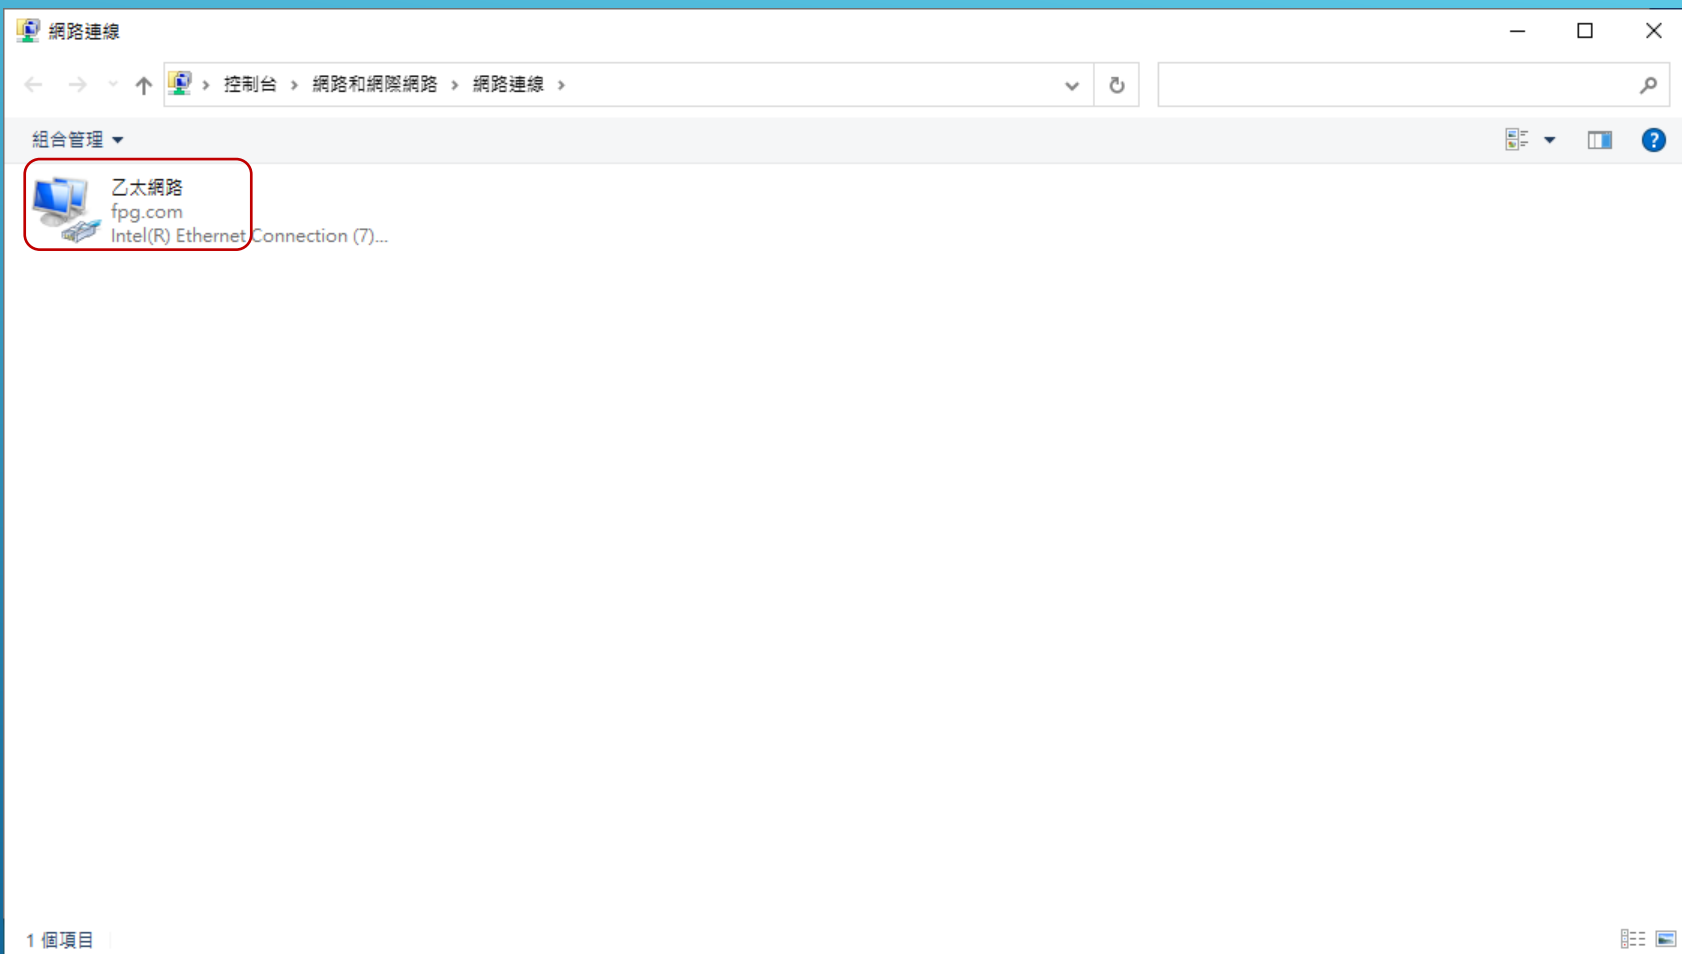 網路連線
控制台 › 網路和網際網路 › 網路連線 ›
組合管理
乙太網路
fpg.com
Intel(R) Ethernet Connection (7)...
1 個項目